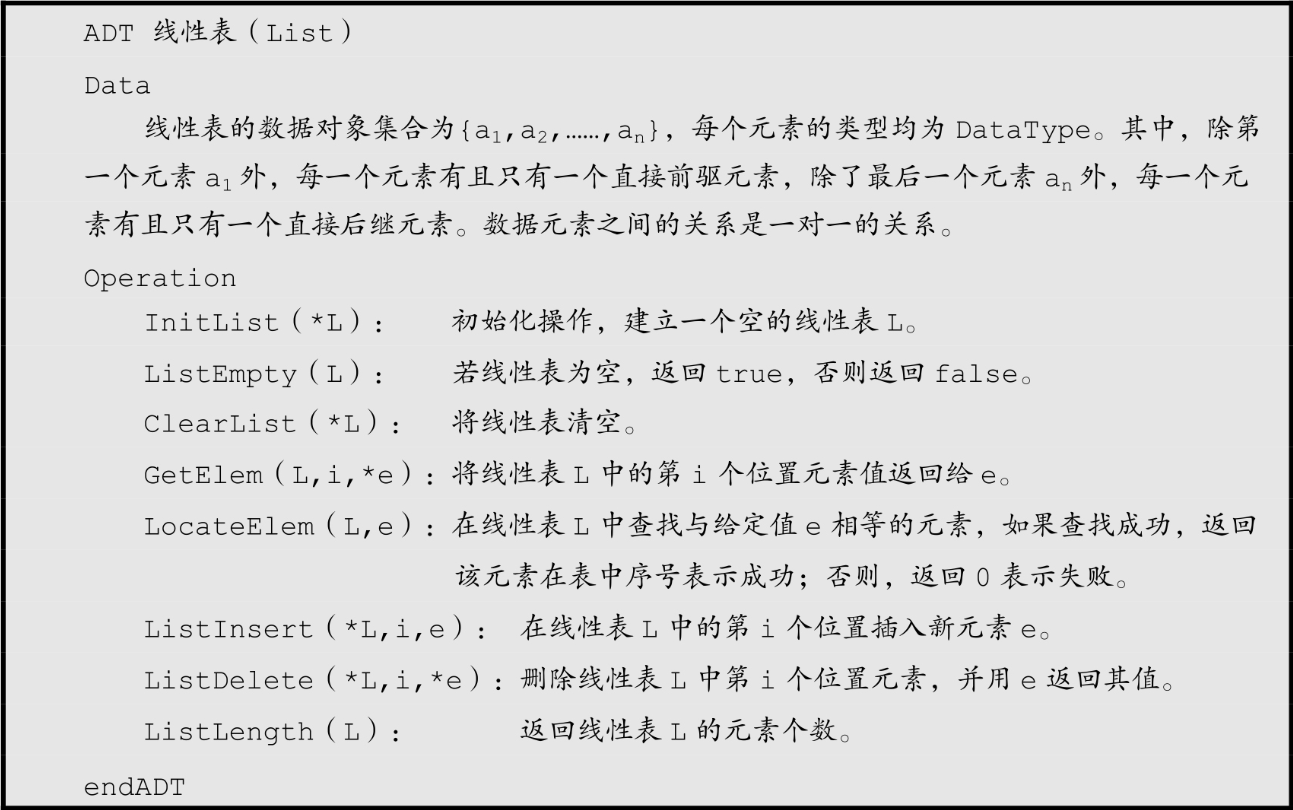 ADT 线性表（List）
Data
线性表的数据对象集合为{a₁,a₂,……,aₙ}，每个元素的类型均为 DataType。其中，除第
一个元素 a₁ 外，每一个元素有且只有一个直接前驱元素，除了最后一个元素 aₙ 外，每一个元
素有且只有一个直接后继元素。数据元素之间的关系是一对一的关系。
Operation
InitList（*L）： 初始化操作，建立一个空的线性表 L。
ListEmpty（L）： 若线性表为空，返回 true，否则返回 false。
ClearList（*L）： 将线性表清空。
GetElem（L,i,*e）：将线性表 L 中的第 i 个位置元素值返回给 e。
LocateElem（L,e）：在线性表 L 中查找与给定值 e 相等的元素，如果查找成功，返回
该元素在表中序号表示成功；否则，返回 0 表示失败。
ListInsert（*L,i,e）： 在线性表 L 中的第 i 个位置插入新元素 e。
ListDelete（*L,i,*e）：删除线性表 L 中第 i 个位置元素，并用 e 返回其值。
ListLength（L）： 返回线性表 L 的元素个数。
endADT